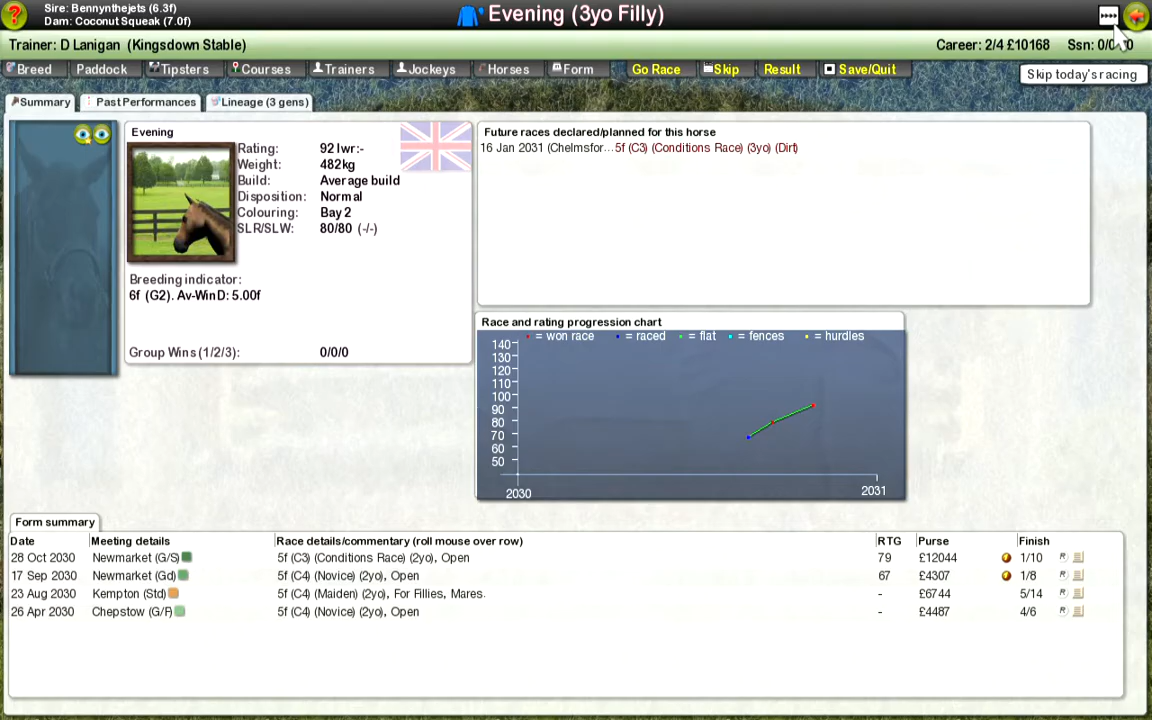 Sire: Bennynthejets (6.3f)
Dam: Coconut Squeak (7.0f)
Evening (3yo Filly)
Trainer: D Lanigan (Kingsdown Stable)
Career: 2/4 £10168 Ssn: 0/0
Breed Paddock Tipsters Courses Trainers Jockeys Horses Form Go Race Skip Result Save/Quit
Skip today's racing
Summary Past Performances Lineage (3 gens)
Evening
Rating: 92 lwr:-
Weight: 482kg
Build: Average build
Disposition: Normal
Colouring: Bay 2
SLR/SLW: 80/80 (-/-)
Breeding indicator:
6f (G2). Av-WinD: 5.00f
Group Wins (1/2/3): 0/0/0
Future races declared/planned for this horse
16 Jan 2031 (Chelmsfor...5f (C3) (Conditions Race) (3yo) (Dirt)
Race and rating progression chart
= won race = raced = flat = fences = hurdles
140
130
120
110
100
90
80
70
60
50
2030 2031
Form summary
Date Meeting details Race details/commentary (roll mouse over row) RTG Purse Finish
28 Oct 2030 Newmarket (G/S) 5f (C3) (Conditions Race) (2yo), Open 79 £12044 1/10 R
17 Sep 2030 Newmarket (Gd) 5f (C4) (Novice) (2yo), Open 67 £4307 1/8 R
23 Aug 2030 Kempton (Std) 5f (C4) (Maiden) (2yo), For Fillies, Mares. - £6744 5/14 R
26 Apr 2030 Chepstow (G/F) 5f (C4) (Novice) (2yo), Open - £4487 4/6 R